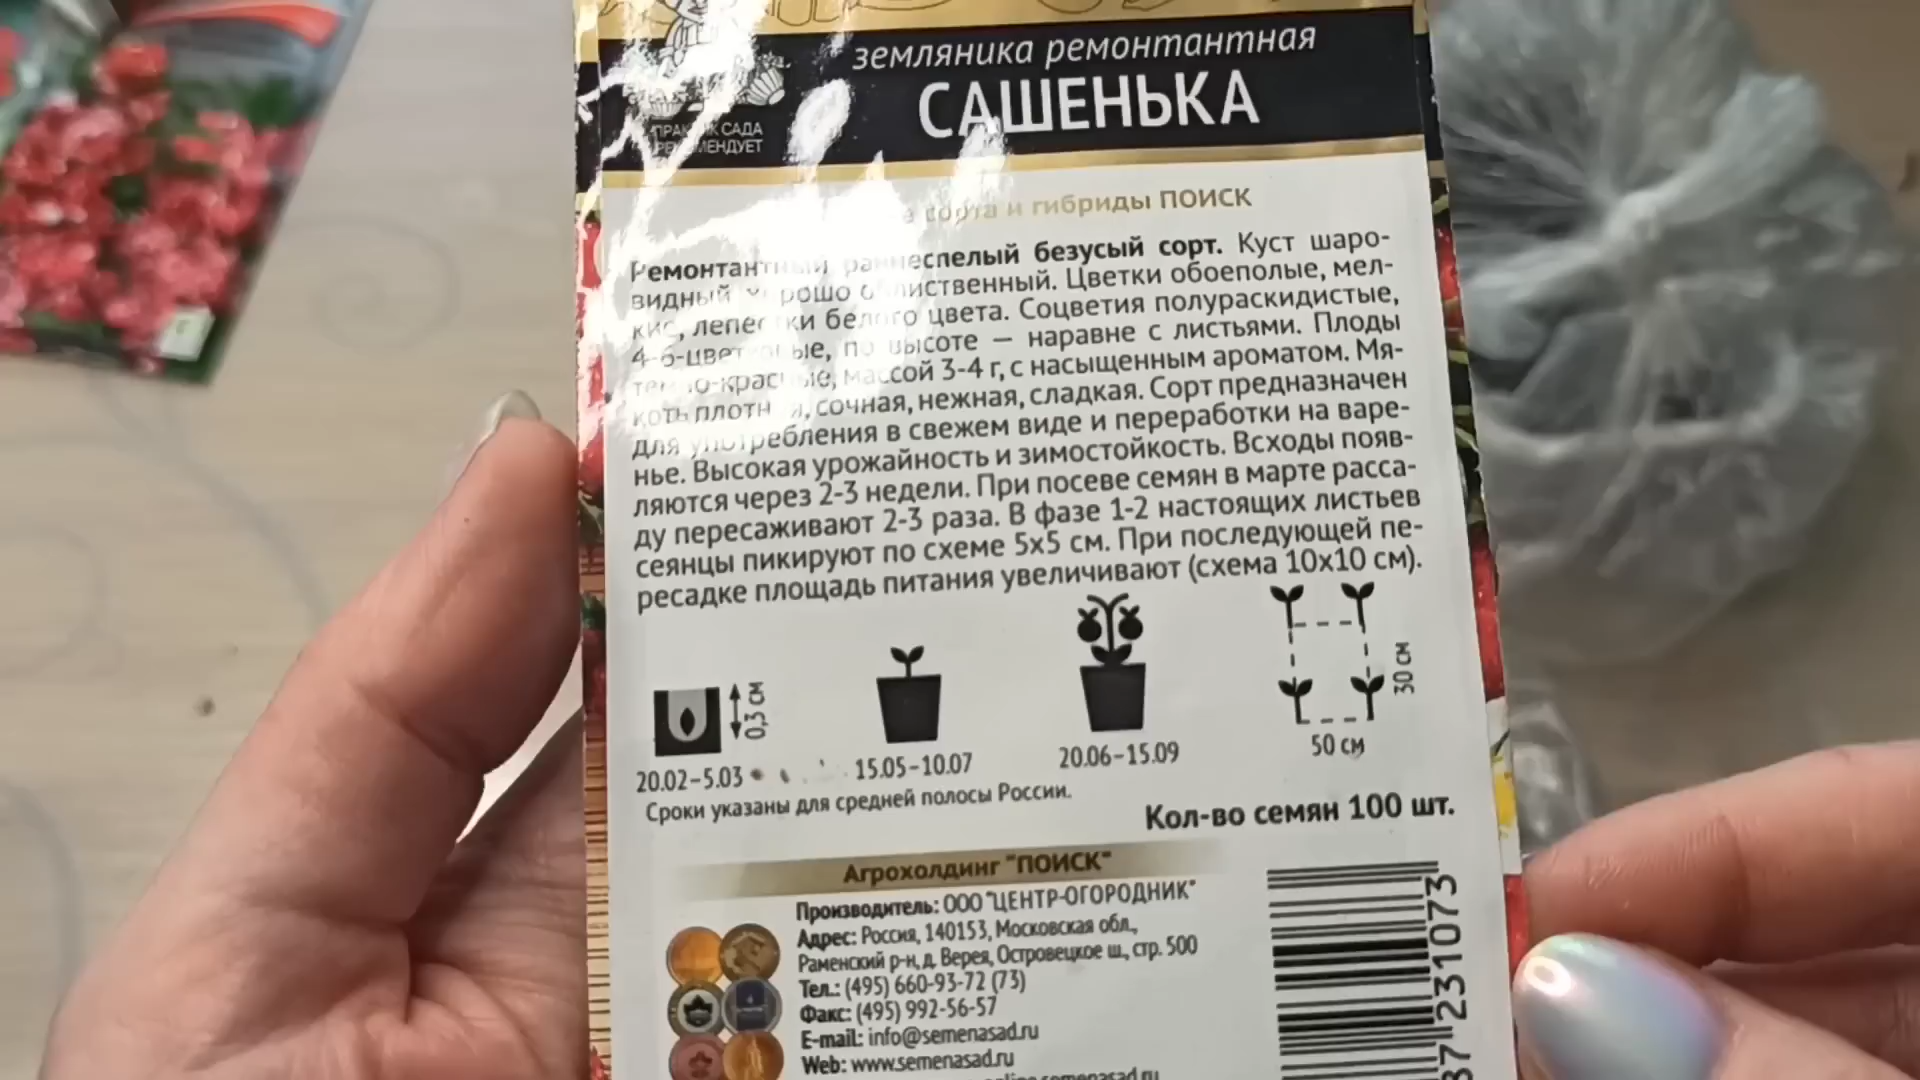 земляника ремонтантная
САШЕНЬКА
САДА
РЕКОМЕНДУЕТ
сорта и гибриды ПОИСК
Ремонтантный раннеспелый безусый сорт. Куст шаро-
видный хорошо облиственный. Цветки обоеполые, мел-
кие, лепестки белого цвета. Соцветия полураскидистые,
4-6-цветковые, по высоте — наравне с листьями. Плоды
темно-красные, массой 3-4 г, с насыщенным ароматом. Мя-
коть плотная, сочная, нежная, сладкая. Сорт предназначен
для употребления в свежем виде и переработки на варе-
нье. Высокая урожайность и зимостойкость. Всходы появ-
ляются через 2-3 недели. При посеве семян в марте расса-
ду пересаживают 2-3 раза. В фазе 1-2 настоящих листьев
сеянцы пикируют по схеме 5х5 см. При последующей пе-
ресадке площадь питания увеличивают (схема 10х10 см).
0,3 см
30 см
20.02-5.03
15.05-10.07
20.06-15.09
50 см
Сроки указаны для средней полосы России.
Кол-во семян 100 шт.
Агрохолдинг "ПОИСК"
Производитель: ООО "ЦЕНТР-ОГОРОДНИК"
Адрес: Россия, 140153, Московская обл.,
Раменский р-н, д. Верея, Островецкое ш., стр. 500
Тел.: (495) 660-93-72 (73)
Факс: (495) 992-56-57
E-mail: info@semenasad.ru
Web: www.semenasad.ru
87 231073